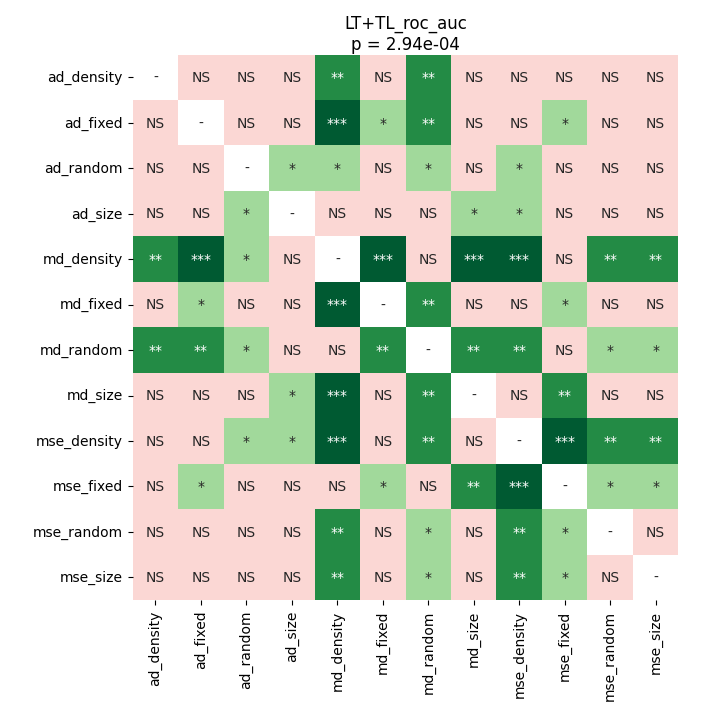 LT+TL_roc_auc
p = 2.94e-04
ad_density - NS NS NS ** NS ** NS NS NS NS NS
ad_fixed NS - NS NS *** * ** NS NS * NS NS
ad_random NS NS - * * NS * NS * NS NS NS
ad_size NS NS * - NS NS NS * * NS NS NS
md_density ** *** * NS - *** NS *** *** NS ** **
md_fixed NS * NS NS *** - ** NS NS * NS NS
md_random ** ** * NS NS ** - ** ** NS * *
md_size NS NS NS * *** NS ** - NS ** NS NS
mse_density NS NS * * *** NS ** NS - *** ** **
mse_fixed NS * NS NS NS * NS ** *** - * *
mse_random NS NS NS NS ** NS * NS ** * - NS
mse_size NS NS NS NS ** NS * NS ** * NS -
ad_density ad_fixed ad_random ad_size md_density md_fixed md_random md_size mse_density mse_fixed mse_random mse_size